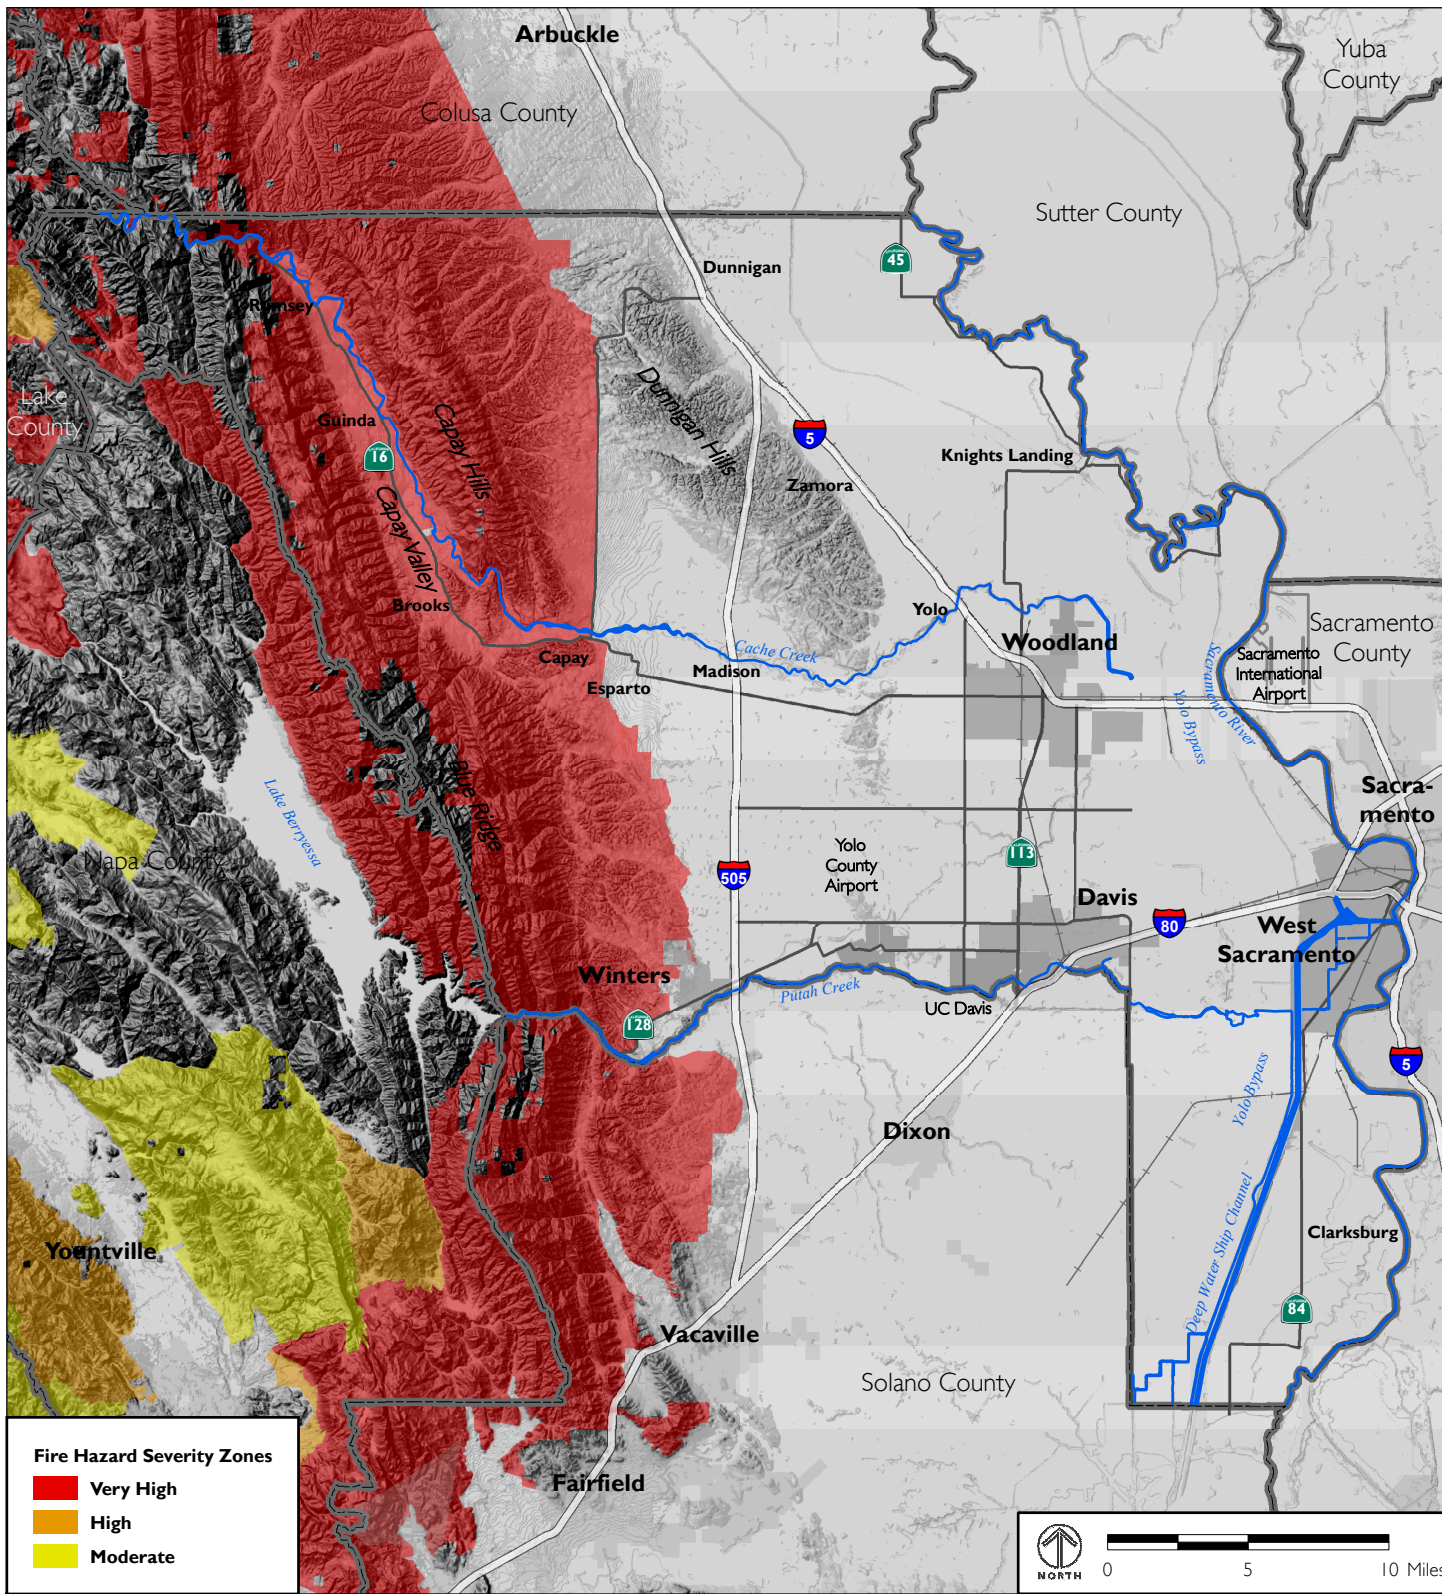 Arbuckle
Yuba
County
Colusa County
Sutter County
45
Dunnigan
Rumsey
Lake
County
Dunnigan Hills
Guinda
Capay Hills
16
5
Knights Landing
Zamora
Capay Valley
Brooks
Yolo
Woodland
Sacramento
County
Cache Creek
Capay
Madison
Esparto
Sacramento River
Sacramento
International
Airport
Yolo Bypass
Lake Berryessa
Blue Ridge
Sacra-
mento
Napa County
Yolo
County
Airport
113
505
Davis
80
West
Sacramento
Winters
Putah Creek
UC Davis
128
5
Yolo Bypass
Dixon
Deep Water Ship Channel
Clarksburg
Yountville
84
Vacaville
Solano County
Fairfield
Fire Hazard Severity Zones
Very High
High
Moderate
NORTH
0 5 10 Miles